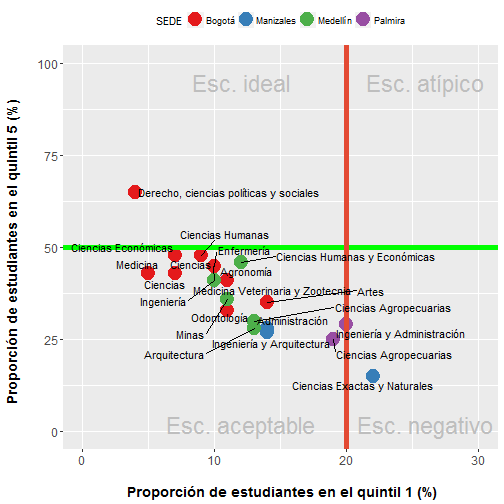 SEDE Bogotá Manizales Medellín Palmira
Esc. ideal
Esc. atípico
Derecho, ciencias políticas y sociales
Ciencias Humanas
Ciencias Económicas
Enfermería
Ciencias Humanas y Económicas
Medicina
Ciencias
Agronomía
Ciencias
Medicina Veterinaria y Zootecnia
Artes
Ingeniería
Ciencias Agropecuarias
Odontología
Administración
Minas
Ingeniería y Administración
Ingeniería y Arquitectura
Arquitectura
Ciencias Agropecuarias
Ciencias Exactas y Naturales
Esc. aceptable
Esc. negativo
100
75
50
25
0
0 10 20 30
Proporción de estudiantes en el quintil 1 (%)
Proporción de estudiantes en el quintil 5 (%)